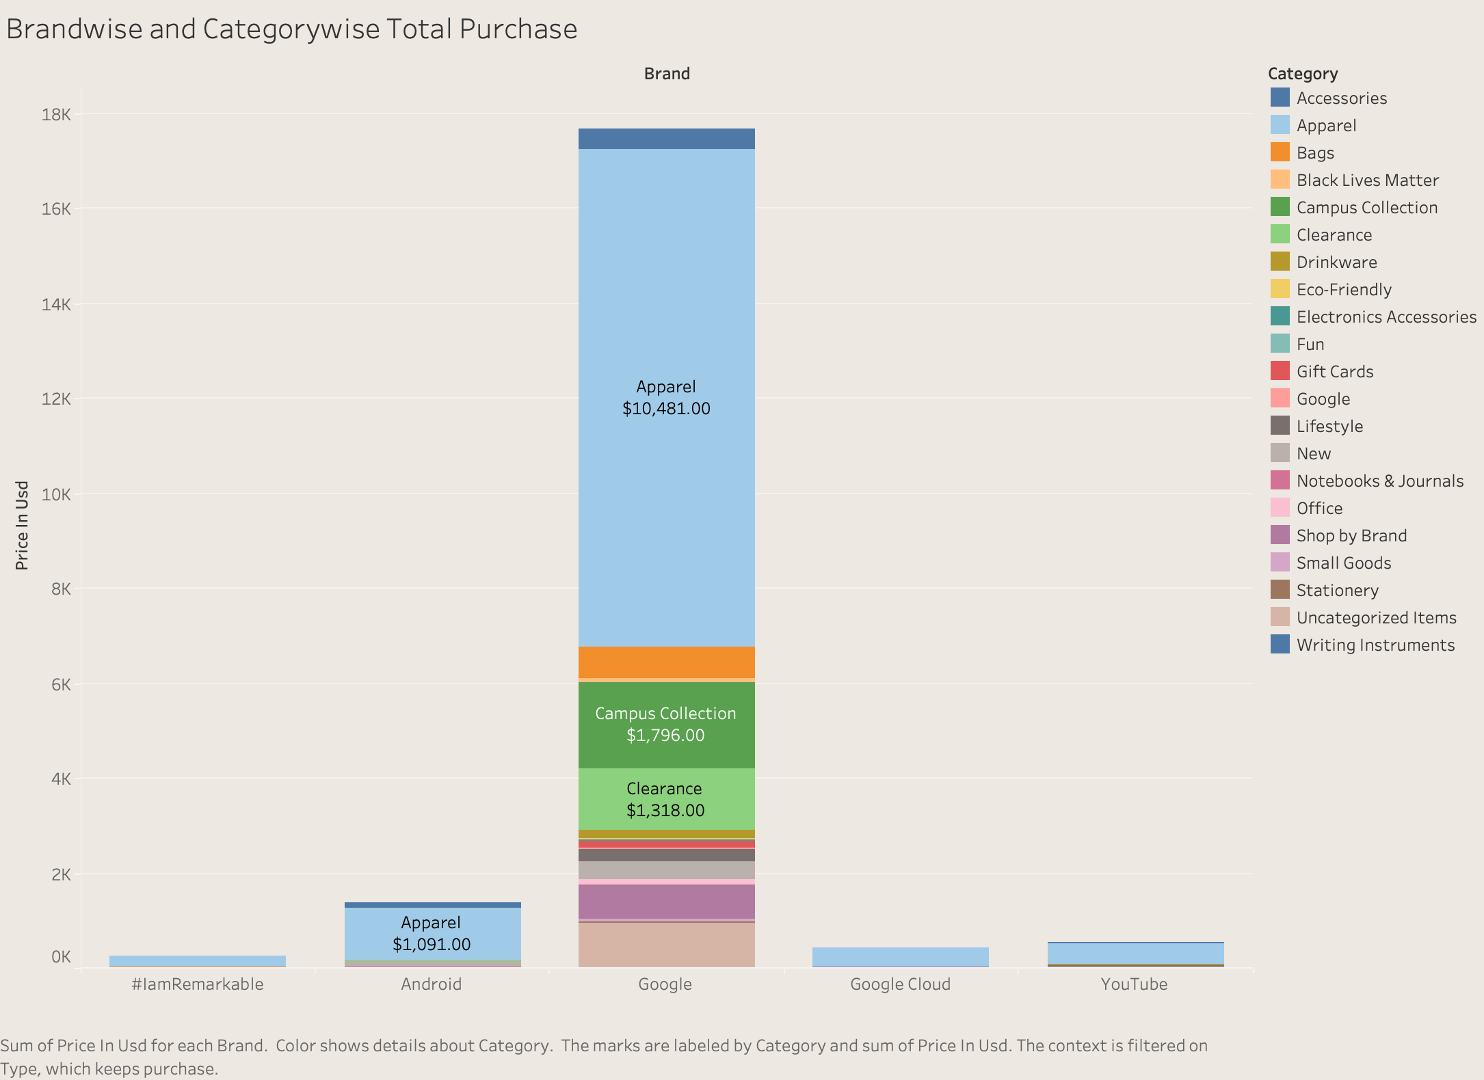 Brandwise and Categorywise Total Purchase
Brand
Category
Accessories
Apparel
Bags
Black Lives Matter
Campus Collection
Clearance
Drinkware
Eco-Friendly
Electronics Accessories
Fun
Gift Cards
Google
Lifestyle
New
Notebooks & Journals
Office
Shop by Brand
Small Goods
Stationery
Uncategorized Items
Writing Instruments
Price In Usd
18K
16K
14K
12K
10K
8K
6K
4K
2K
0K
Apparel
$10,481.00
Campus Collection
$1,796.00
Clearance
$1,318.00
Apparel
$1,091.00
#IamRemarkable
Android
Google
Google Cloud
YouTube
Sum of Price In Usd for each Brand.  Color shows details about Category.  The marks are labeled by Category and sum of Price In Usd. The context is filtered on
Type, which keeps purchase.